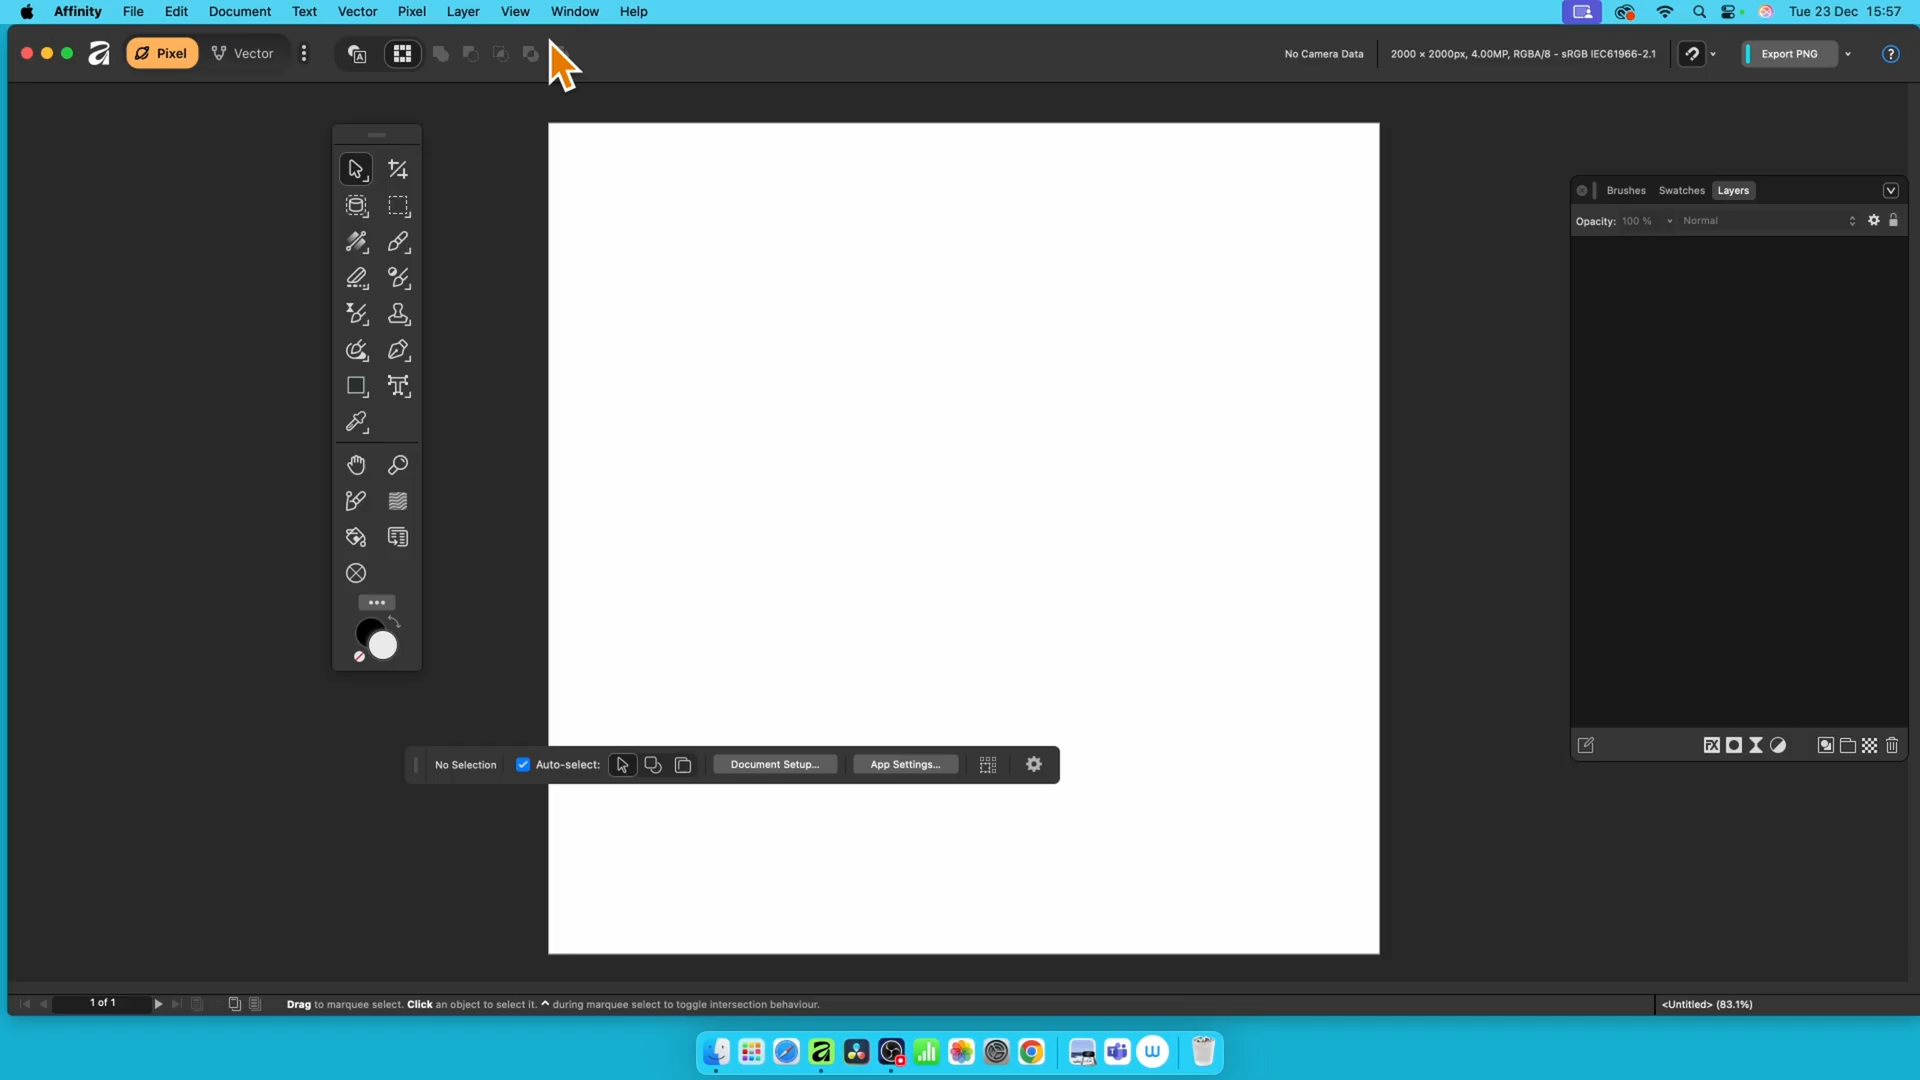 Affinity File Edit Document Text Vector Pixel Layer View Window Help Tue 23 Dec 15:57
Pixel Vector No Camera Data 2000 × 2000px, 4.00MP, RGBA/8 - sRGB IEC61966-2.1 Export PNG ?
Brushes Swatches Layers
Opacity: 100 % Normal
FX
No Selection Auto-select: Document Setup... App Settings...
1 of 1 Drag to marquee select. Click an object to select it. ^ during marquee select to toggle intersection behaviour. <Untitled> (83.1%)